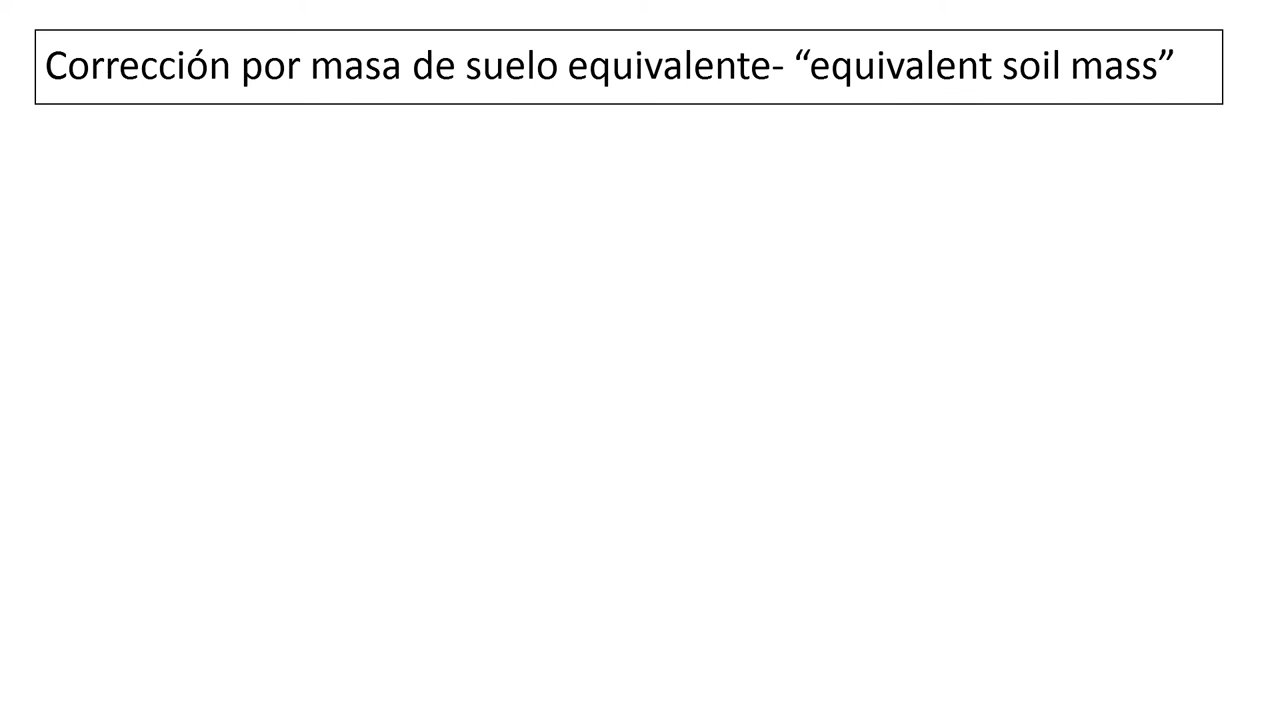 Corrección por masa de suelo equivalente- “equivalent soil mass”